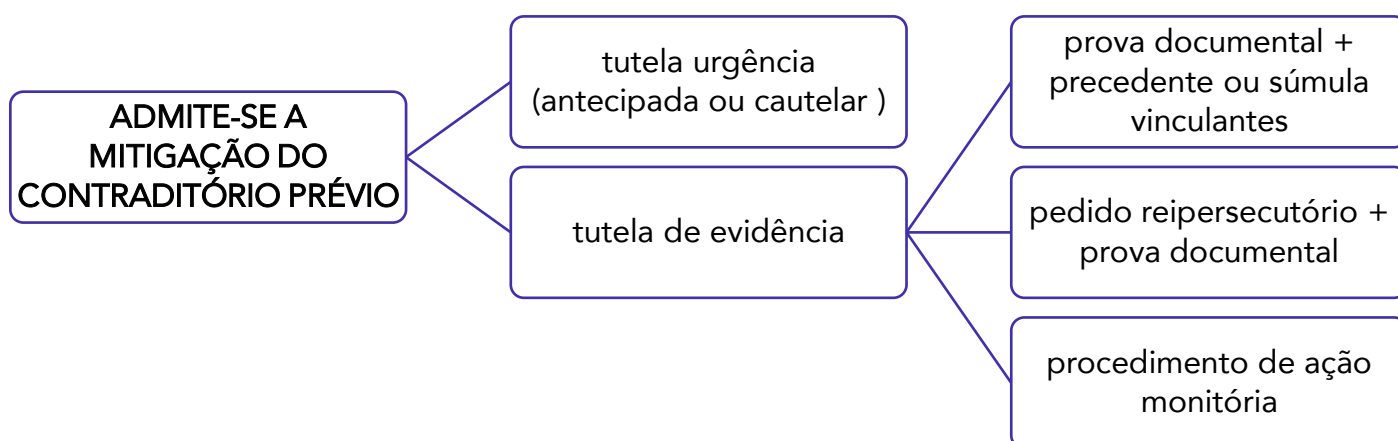 ADMITE-SE A
MITIGAÇÃO DO
CONTRADITÓRIO PRÉVIO
tutela urgência
(antecipada ou cautelar )
tutela de evidência
prova documental +
precedente ou súmula
vinculantes
pedido reipersecutório +
prova documental
procedimento de ação
monitória